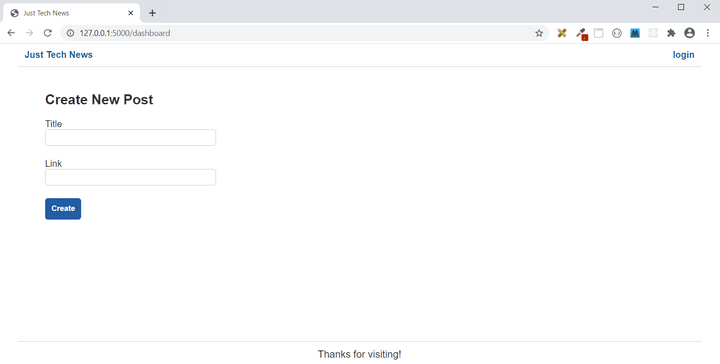 Just Tech News
127.0.0.1:5000/dashboard
Just Tech News
login
Create New Post
Title
Link
Create
Thanks for visiting!